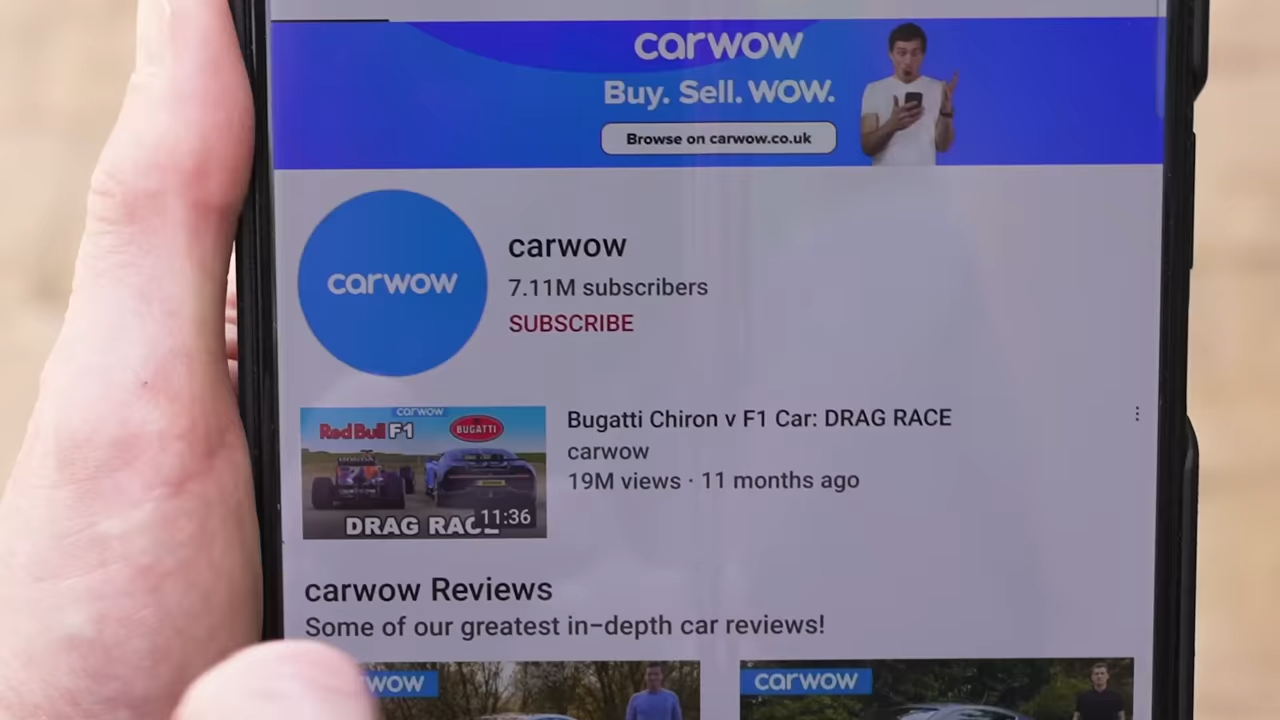 carwow
Buy. Sell. WOW.
Browse on carwow.co.uk
carwow
carwow
7.11M subscribers
SUBSCRIBE
carwow
Red Bull F1
BUGATTI
HONDA
DRAG RACE
11:36
Bugatti Chiron v F1 Car: DRAG RACE
carwow
19M views · 11 months ago
carwow Reviews
Some of our greatest in-depth car reviews!
wow
carwow